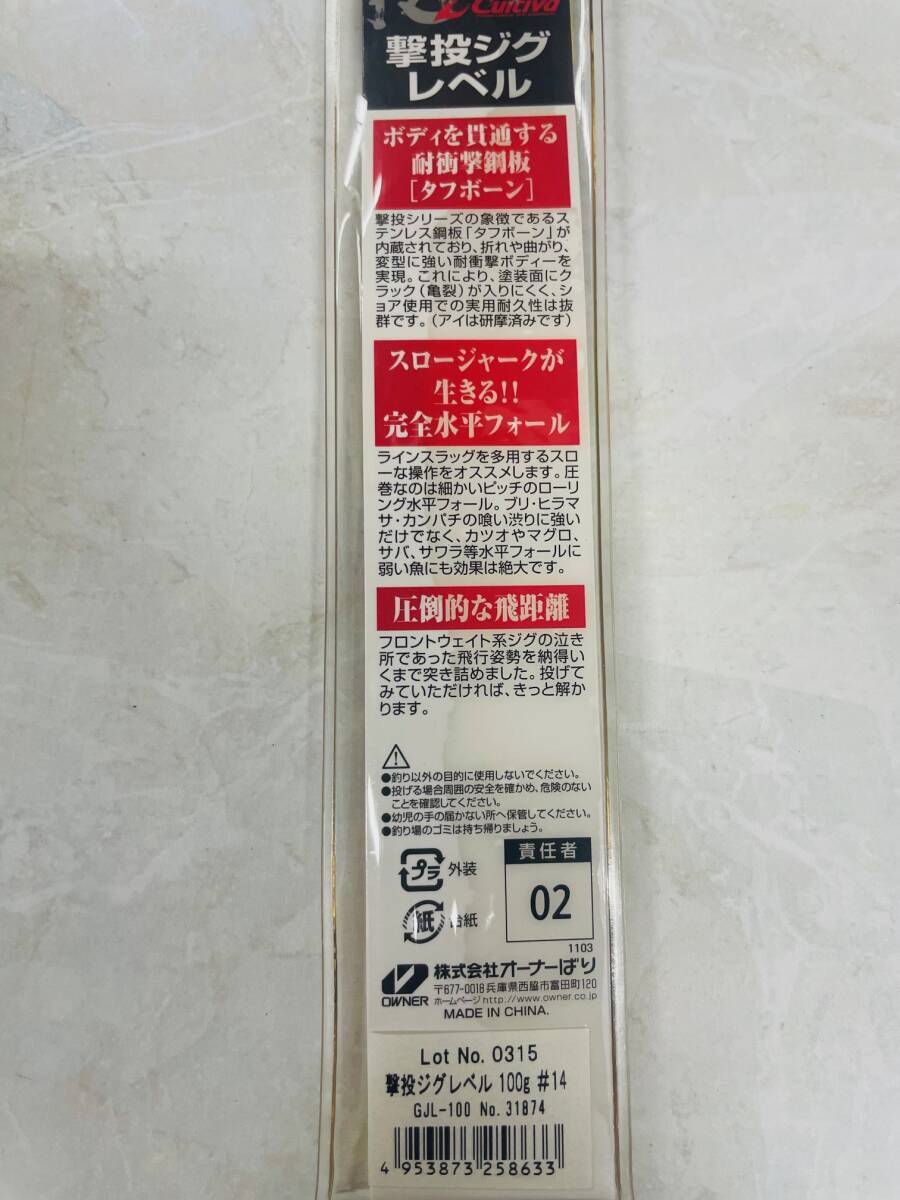 Cultiva
撃投ジグ
レベル
ボディを貫通する
耐衝撃鋼板
[タフボーン]
撃投シリーズの象徴であるス
テンレス鋼板「タフボーン」が
内蔵されており、折れや曲がり、
変型に強い耐衝撃ボディーを
実現。これにより、塗装面にク
ラック(亀裂)が入りにくく、ショ
ア使用での実用耐久性は抜
群です。(アイは研摩済みです)
スロージャークが
生きる!!
完全水平フォール
ラインスラッグを多用するスロ
ーな操作をオススメします。圧
巻なのは細かいピッチのローリ
ング水平フォール。ブリ・ヒラマ
サ・カンパチの喰い渋りに強い
だけでなく、カツオやマグロ、
サバ、サワラ等水平フォールに
弱い魚にも効果は絶大です。
圧倒的な飛距離
フロントウェイト系ジグの泣き
所であった飛行姿勢を納得い
くまで突き詰めました。投げて
みていただければ、きっと解か
ります。
●釣り以外の目的に使用しないでください。
●投げる場合周囲の安全を確かめ、危険のない
ことを確認してください。
●幼児の手の届かない所へ保管してください。
●釣り場のゴミは持ち帰りましょう。
プラ 外装
紙 台紙
責任者
02
1103
OWNER
株式会社オーナーばり
〒677-0018兵庫県西脇市富田町120
ホームページhttp://www.owner.co.jp
MADE IN CHINA.
Lot No. 0315
撃投ジグレベル 100g #14
GJL-100 No. 31874
4 953873 258633